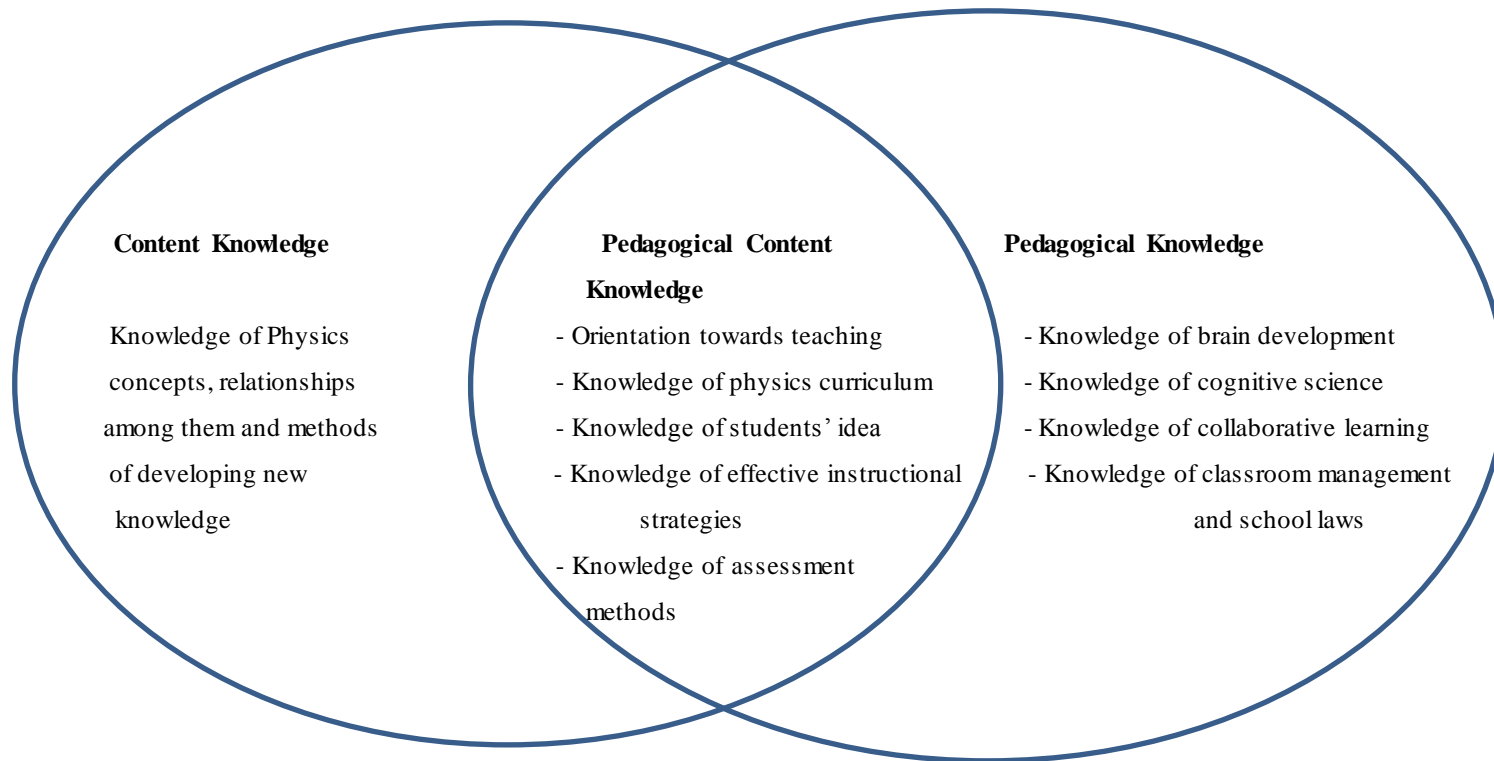 Content Knowledge
Knowledge of Physics
concepts, relationships
among them and methods
of developing new
knowledge
Pedagogical Content
Knowledge
- Orientation towards teaching
- Knowledge of physics curriculum
- Knowledge of students’ idea
- Knowledge of effective instructional
strategies
- Knowledge of assessment
methods
Pedagogical Knowledge
- Knowledge of brain development
- Knowledge of cognitive science
- Knowledge of collaborative learning
- Knowledge of classroom management
and school laws